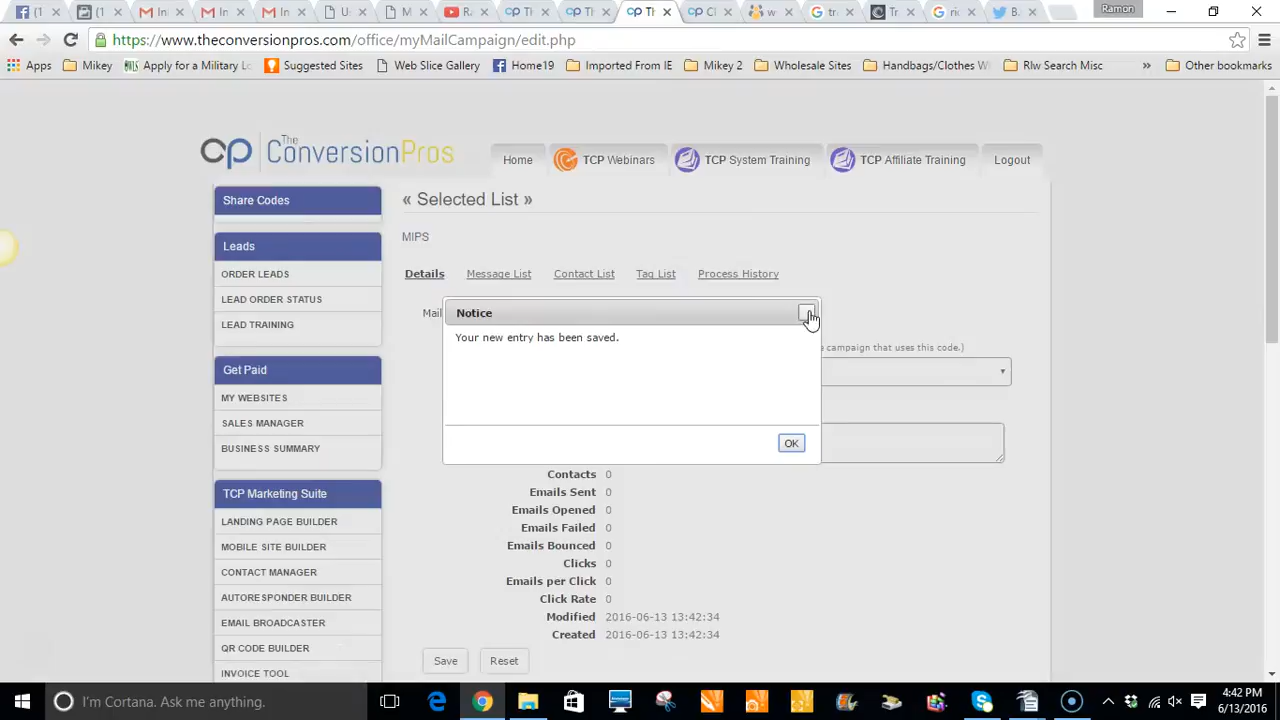 Ramon
https://www.theconversionpros.com/office/myMailCampaign/edit.php
Apps Mikey Apply for a Military Lo Suggested Sites Web Slice Gallery Home19 Imported From IE Mikey 2 Wholesale Sites Handbags/Clothes W Rlw Search Misc » Other bookmarks
cp The ConversionPros
Home TCP Webinars TCP System Training TCP Affiliate Training Logout
Share Codes
Leads
ORDER LEADS
LEAD ORDER STATUS
LEAD TRAINING
Get Paid
MY WEBSITES
SALES MANAGER
BUSINESS SUMMARY
TCP Marketing Suite
LANDING PAGE BUILDER
MOBILE SITE BUILDER
CONTACT MANAGER
AUTORESPONDER BUILDER
EMAIL BROADCASTER
QR CODE BUILDER
INVOICE TOOL
« Selected List »
MIPS
Details Message List Contact List Tag List Process History
Mail
Notice
Your new entry has been saved.
OK
campaign that uses this code.)
Contacts 0
Emails Sent 0
Emails Opened 0
Emails Failed 0
Emails Bounced 0
Clicks 0
Emails per Click 0
Click Rate 0
Modified 2016-06-13 13:42:34
Created 2016-06-13 13:42:34
Save Reset
I'm Cortana. Ask me anything.
4:42 PM
6/13/2016